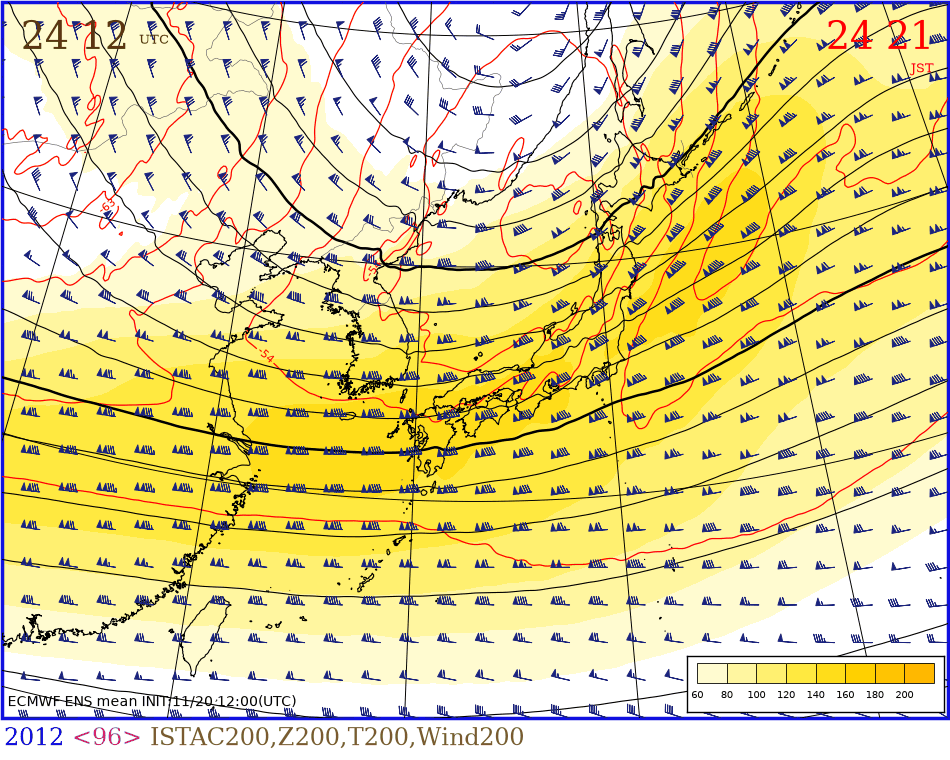 24 12 UTC
24 21
JST
-63
-54
ECMWF ENS mean INIT:11/20 12:00(UTC)
60 80 100 120 140 160 180 200
2012 <96> ISTAC200,Z200,T200,Wind200